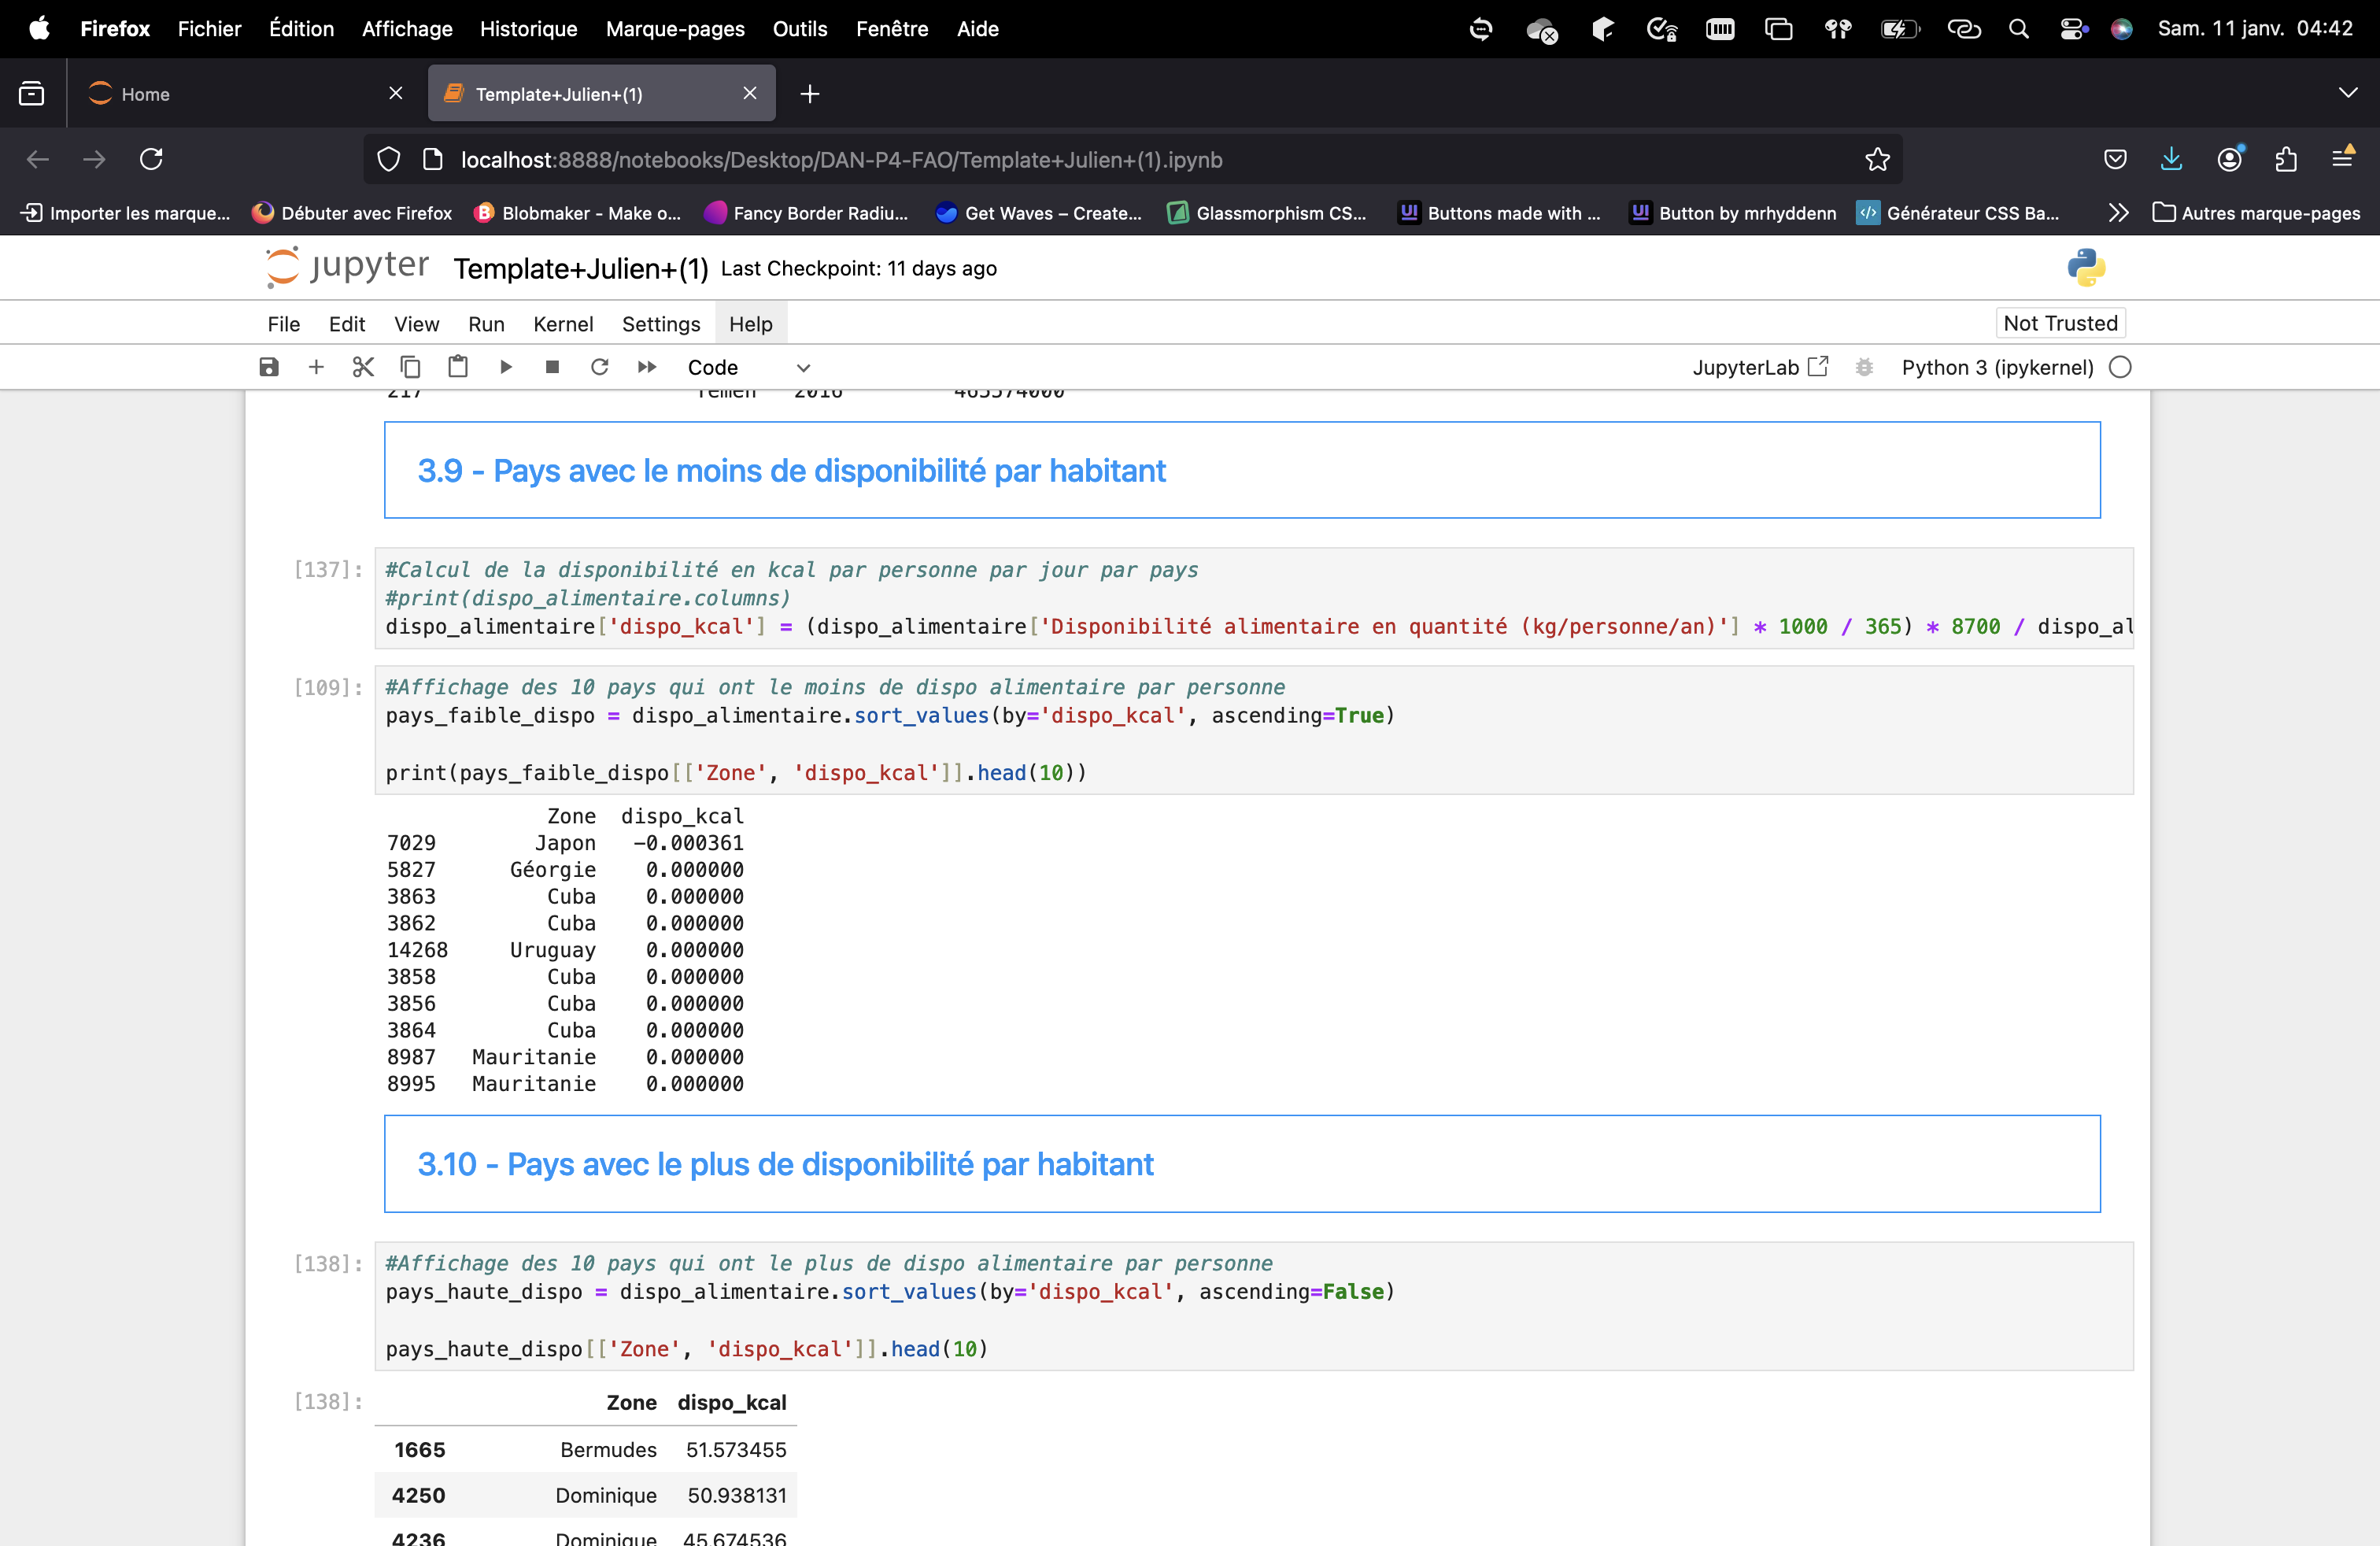 Firefox Fichier Édition Affichage Historique Marque-pages Outils Fenêtre Aide Sam. 11 janv. 04:42
Home Template+Julien+(1)
localhost:8888/notebooks/Desktop/DAN-P4-FAO/Template+Julien+(1).ipynb
Importer les marque... Débuter avec Firefox Blobmaker - Make o... Fancy Border Radiu... Get Waves – Create... Glassmorphism CS... Buttons made with ... Button by mrhyddenn Générateur CSS Ba... Autres marque-pages
jupyter Template+Julien+(1) Last Checkpoint: 11 days ago
File Edit View Run Kernel Settings Help Not Trusted
Code JupyterLab Python 3 (ipykernel)
217 Yemen 2016 465574000
3.9 - Pays avec le moins de disponibilité par habitant
[137]: #Calcul de la disponibilité en kcal par personne par jour par pays
#print(dispo_alimentaire.columns)
dispo_alimentaire['dispo_kcal'] = (dispo_alimentaire['Disponibilité alimentaire en quantité (kg/personne/an)'] * 1000 / 365) * 8700 / dispo_al
[109]: #Affichage des 10 pays qui ont le moins de dispo alimentaire par personne
pays_faible_dispo = dispo_alimentaire.sort_values(by='dispo_kcal', ascending=True)
print(pays_faible_dispo[['Zone', 'dispo_kcal']].head(10))
Zone dispo_kcal
7029 Japon -0.000361
5827 Géorgie 0.000000
3863 Cuba 0.000000
3862 Cuba 0.000000
14268 Uruguay 0.000000
3858 Cuba 0.000000
3856 Cuba 0.000000
3864 Cuba 0.000000
8987 Mauritanie 0.000000
8995 Mauritanie 0.000000
3.10 - Pays avec le plus de disponibilité par habitant
[138]: #Affichage des 10 pays qui ont le plus de dispo alimentaire par personne
pays_haute_dispo = dispo_alimentaire.sort_values(by='dispo_kcal', ascending=False)
pays_haute_dispo[['Zone', 'dispo_kcal']].head(10)
[138]: Zone dispo_kcal
1665 Bermudes 51.573455
4250 Dominique 50.938131
4236 Dominique 45.674536